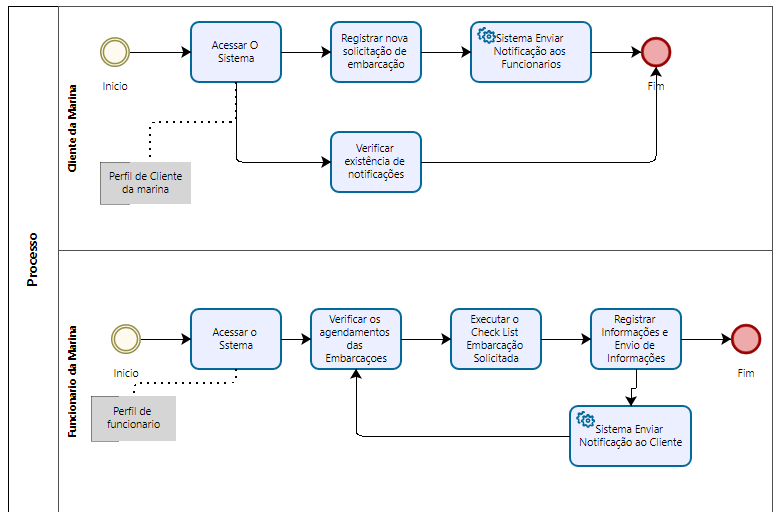 Processo
Cliente da Marina
Inicio
Acessar O
Sistema
Registrar nova
solicitação de
embarcação
Sistema Enviar
Notificação aos
Funcionarios
Fim
Verificar
existência de
notificações
Perfil de Cliente
da marina
Funcionario da Marina
Inicio
Acessar o
Sstema
Verificar os
agendamentos
das
Embarcaçoes
Executar o
Check List
Embarcação
Solicitada
Registrar
Informações e
Envio de
Informações
Fim
Perfil de
funcionario
Sistema Enviar
Notificação ao Cliente